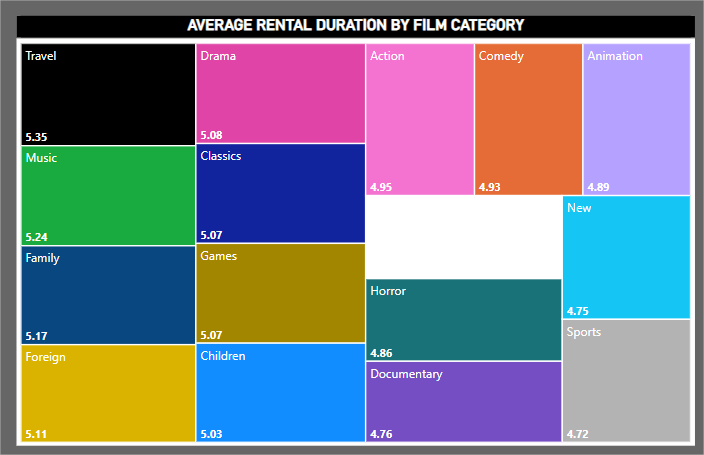 AVERAGE RENTAL DURATION BY FILM CATEGORY
Travel
5.35
Music
5.24
Family
5.17
Foreign
5.11
Drama
5.08
Classics
5.07
Games
5.07
Children
5.03
Action
4.95
Comedy
4.93
Animation
4.89
Horror
4.86
Documentary
4.76
New
4.75
Sports
4.72